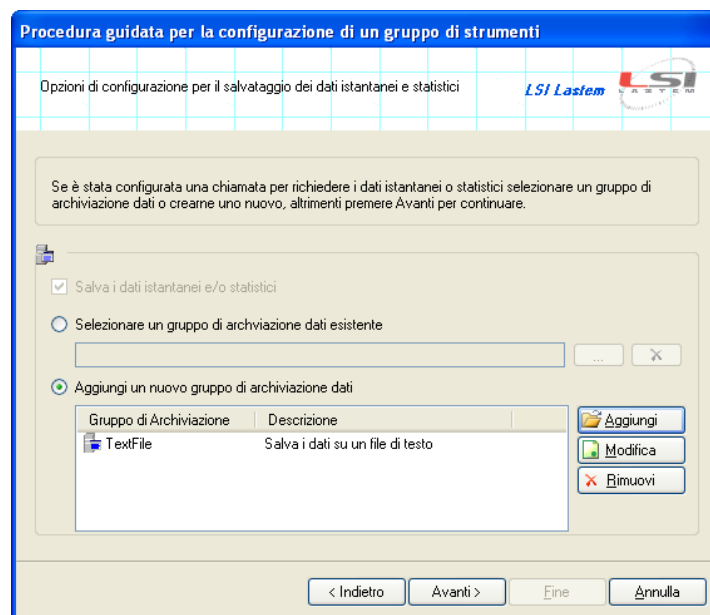 Procedura guidata per la configurazione di un gruppo di strumenti
Opzioni di configurazione per il salvataggio dei dati istantanei e statistici
LSI Lastem
LSI
LASTEM
Se è stata configurata una chiamata per richiedere i dati istantanei o statistici selezionare un gruppo di
archiviazione dati o crearne uno nuovo, altrimenti premere Avanti per continuare.
Salva i dati istantanei e/o statistici
Selezionare un gruppo di archviazione dati esistente
...
Aggiungi un nuovo gruppo di archiviazione dati
Gruppo di Archiviazione Descrizione
TextFile Salva i dati su un file di testo
Aggiungi
Modifica
Rimuovi
< Indietro Avanti > Fine Annulla